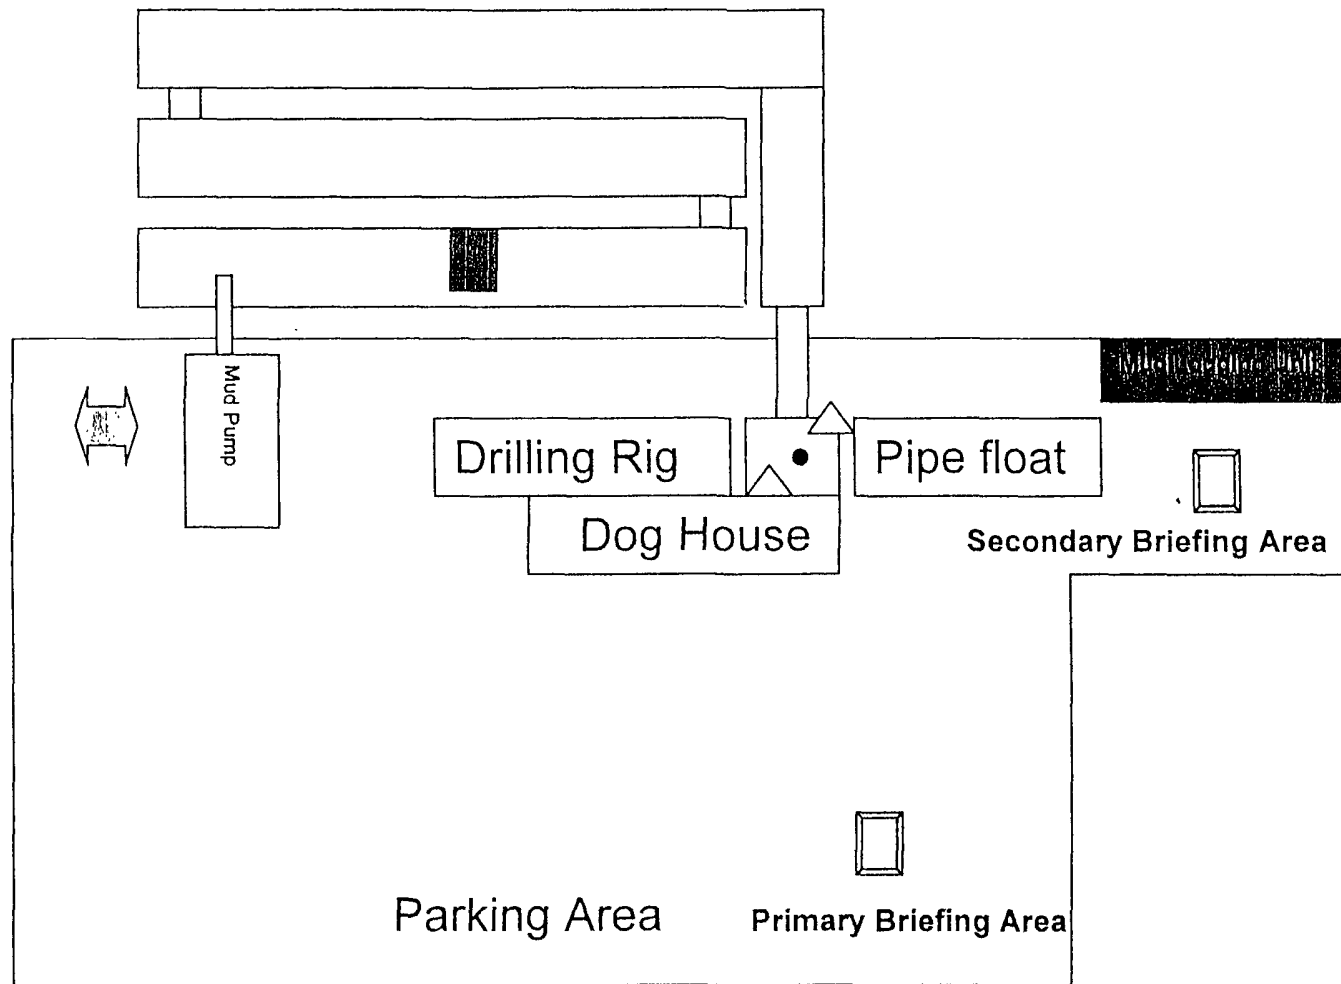 Mud Pump
Drilling Rig
Pipe float
Dog House
Secondary Briefing Area
Parking Area
Primary Briefing Area